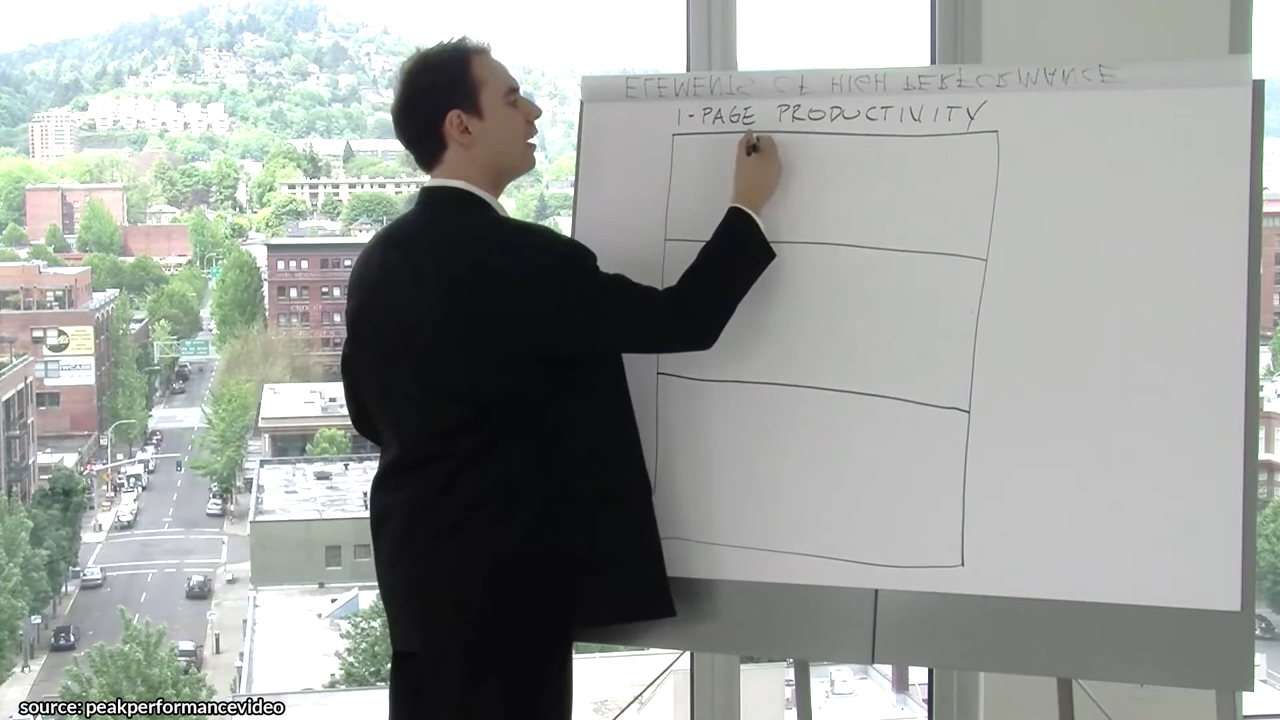 ELEMENTS OF HIGH PERFORMANCE
1-PAGE PRODUCTIVITY
source: peakperformancevideo